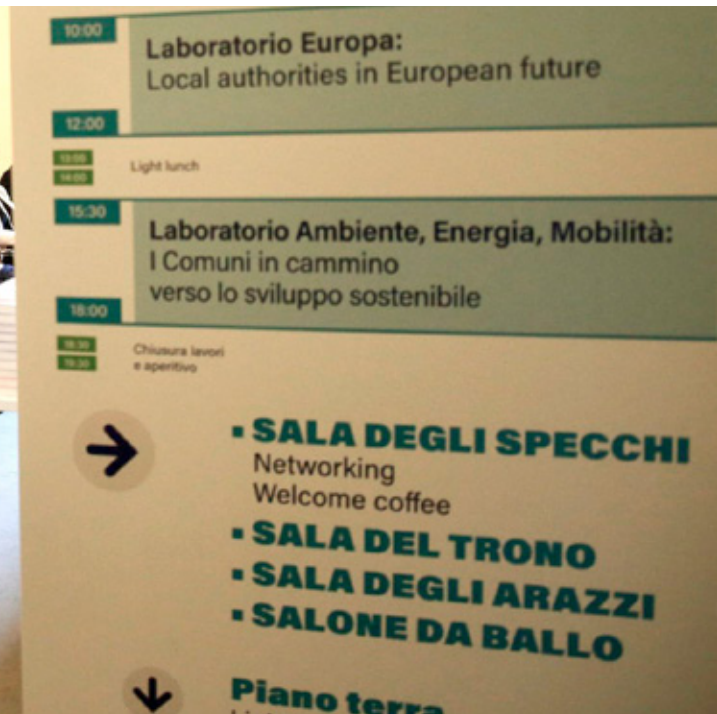 10:00
Laboratorio Europa:
Local authorities in European future
12:00
13:00
14:00
Light lunch
15:30
Laboratorio Ambiente, Energia, Mobilità:
I Comuni in cammino
verso lo sviluppo sostenibile
18:00
18:30
19:30
Chiusura lavori
e aperitivo
▪ SALA DEGLI SPECCHI
Networking
Welcome coffee
▪ SALA DEL TRONO
▪ SALA DEGLI ARAZZI
▪ SALONE DA BALLO
Piano terra